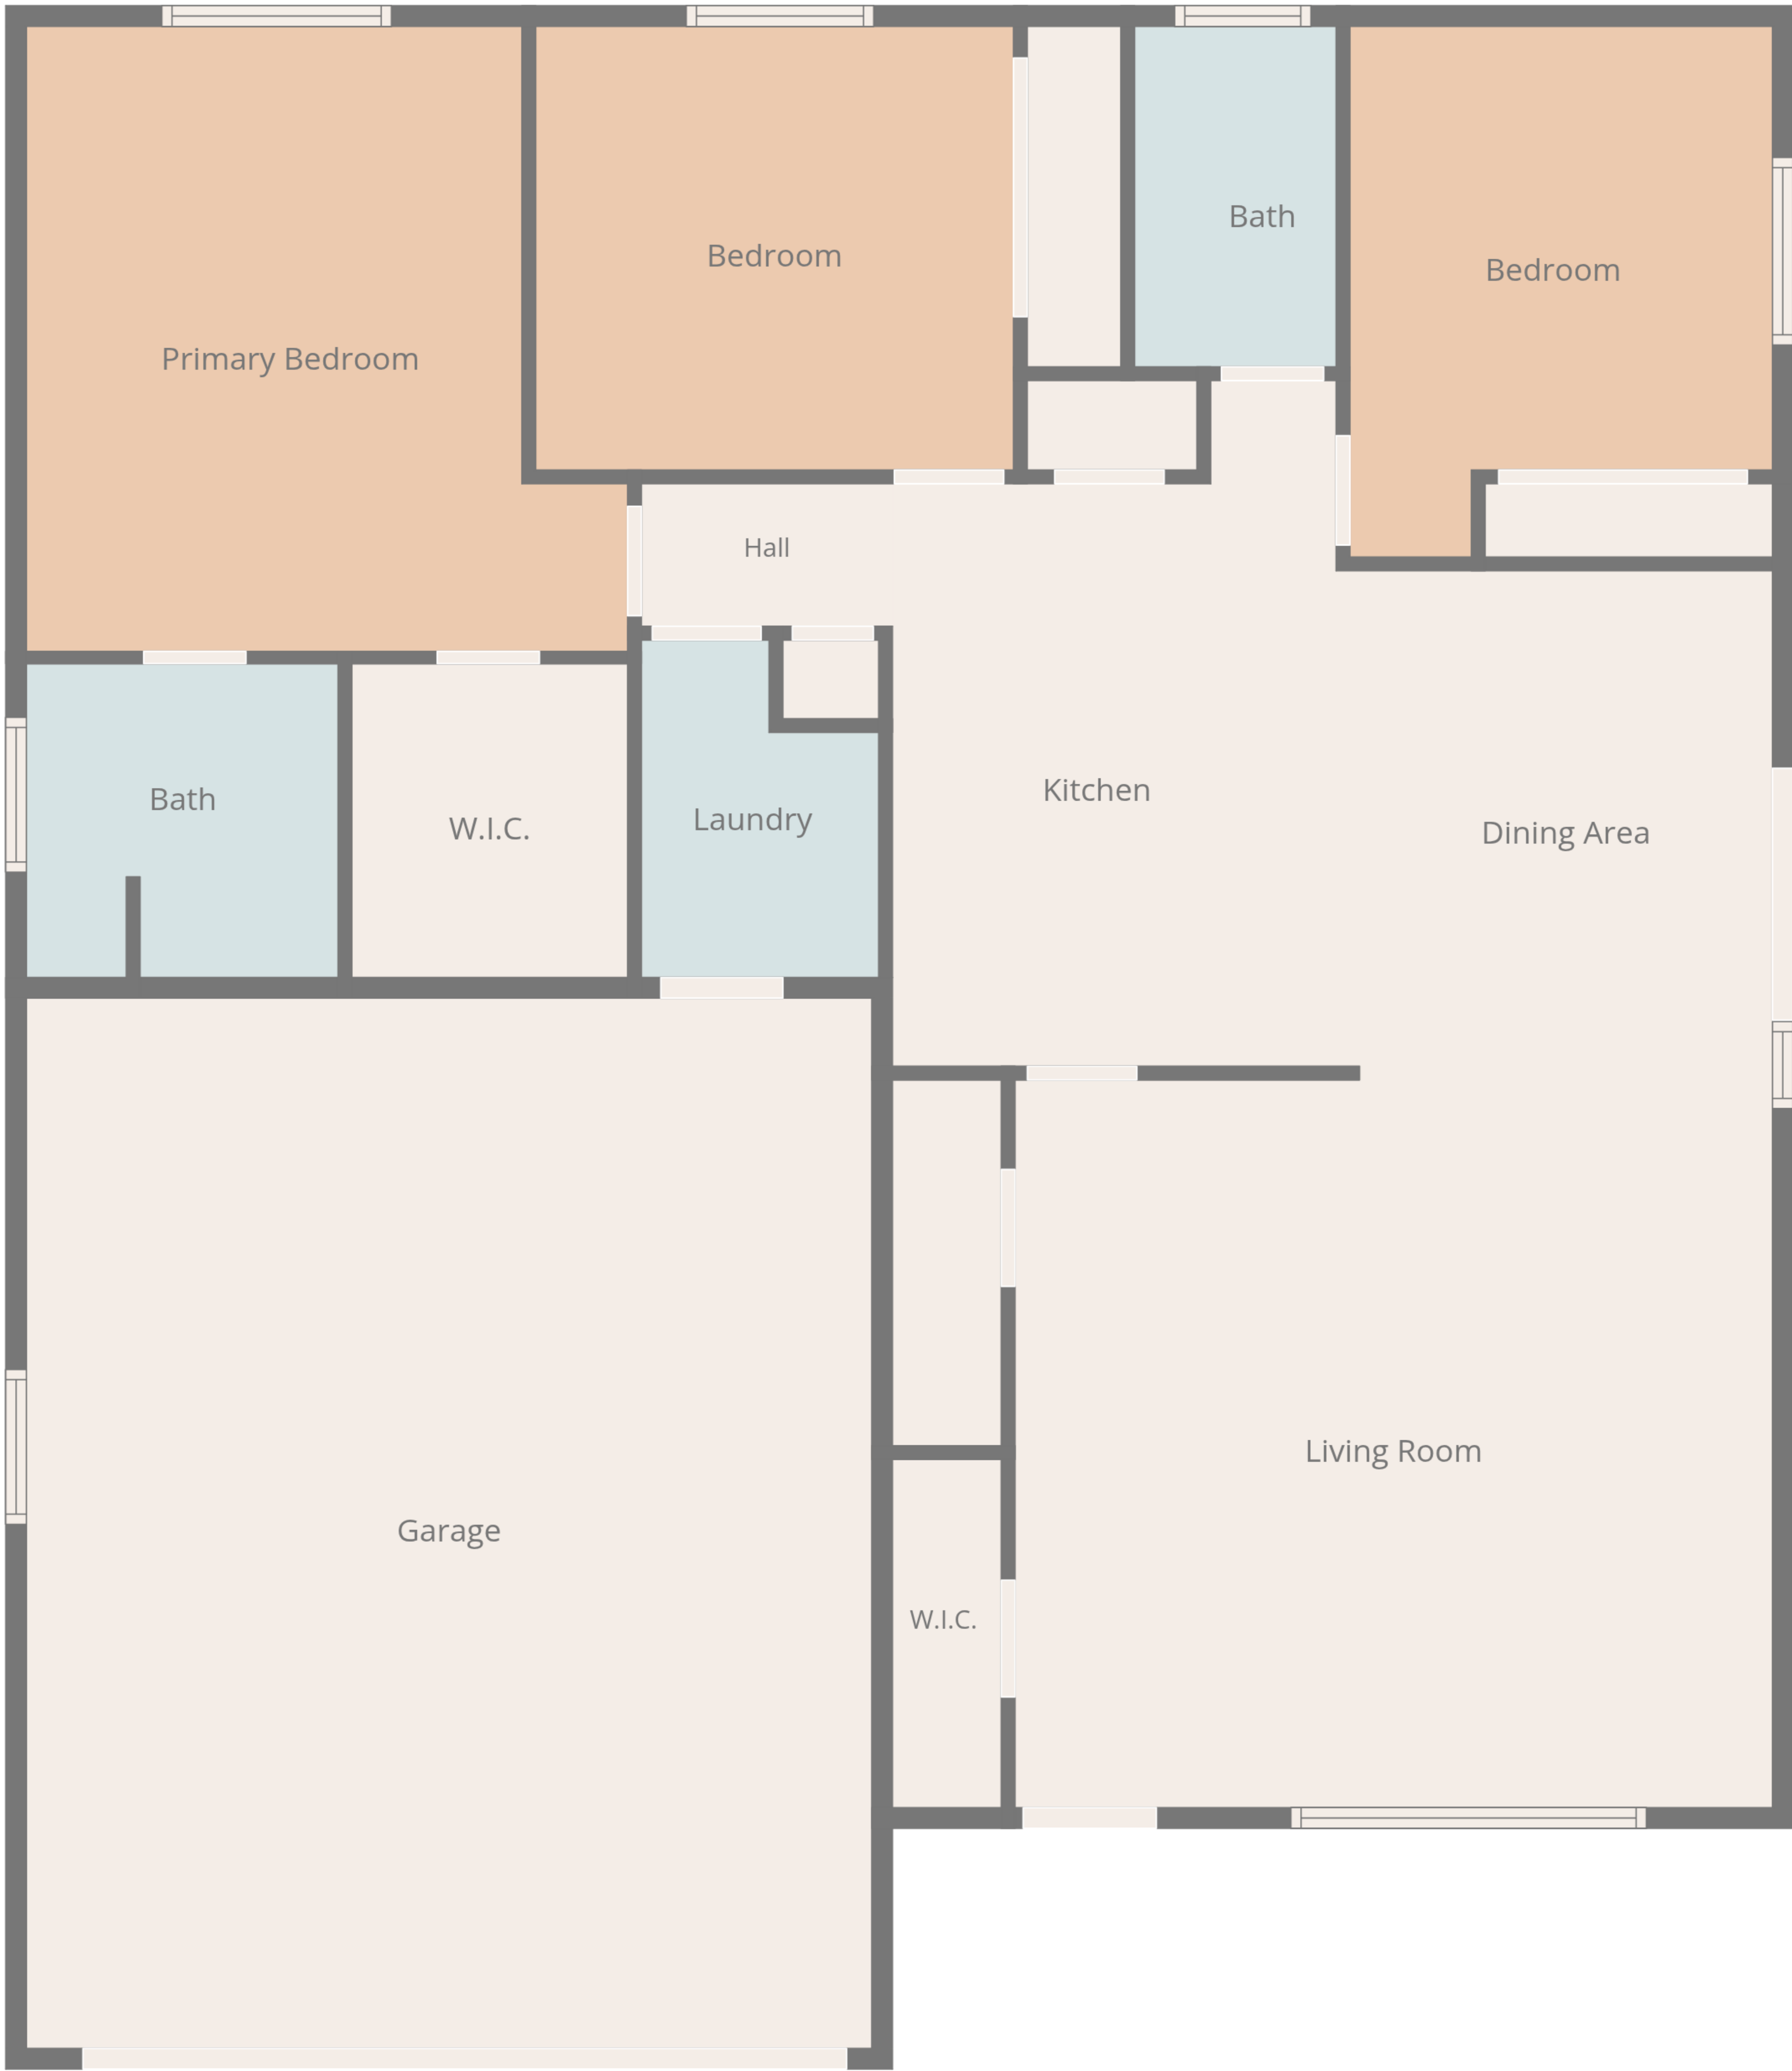 Bath
Bedroom
Bedroom
Primary Bedroom
Hall
Kitchen
Bath
Laundry
W.I.C.
Dining Area
Living Room
Garage
W.I.C.